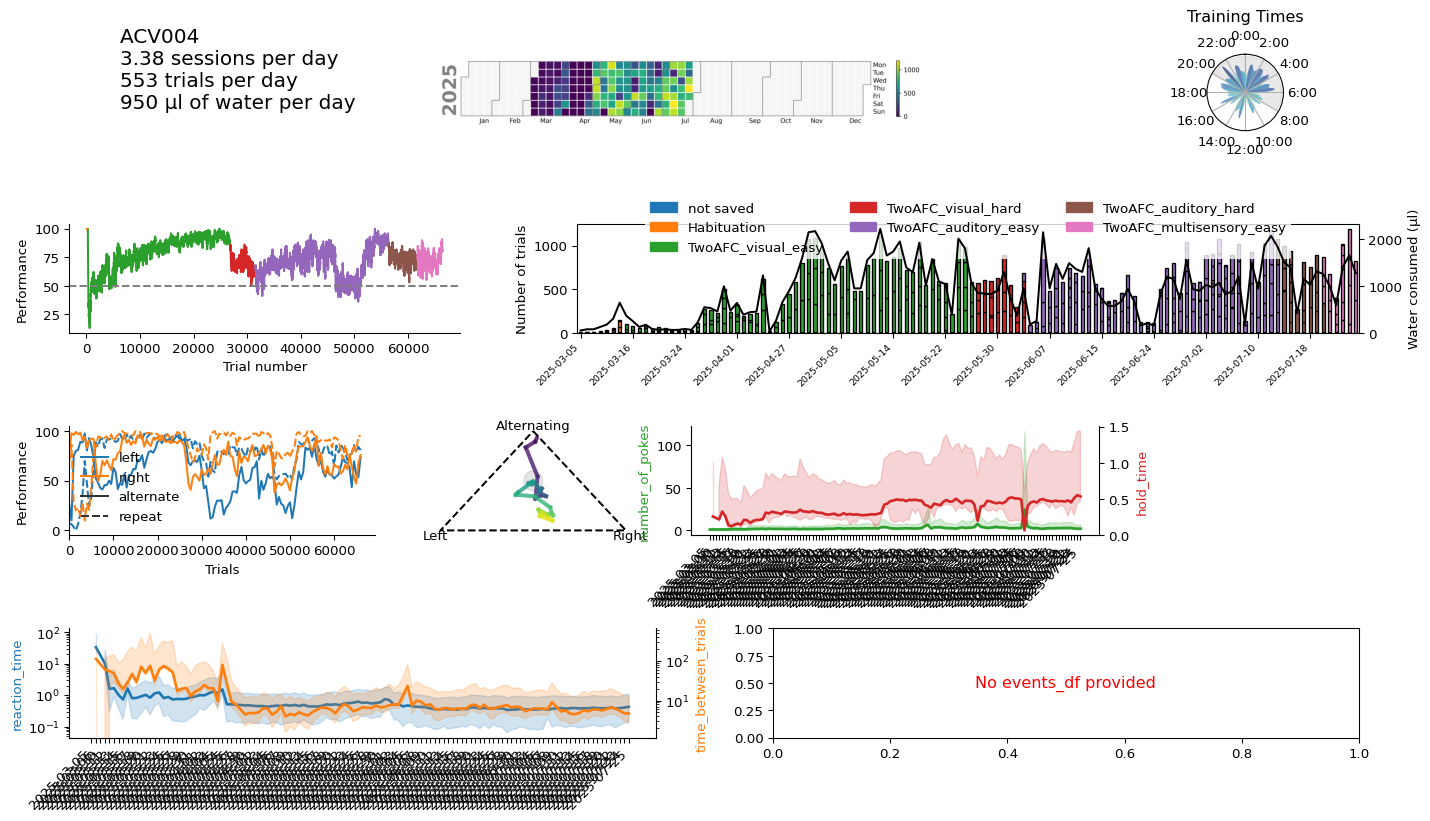 ACV004
3.38 sessions per day
553 trials per day
950 µl of water per day
2025
Jan Feb Mar Apr May Jun Jul Aug Sep Oct Nov Dec
Mon
Tue
Wed
Thu
Fri
Sat
Sun
1000
500
0
Training Times
0:00
2:00
4:00
6:00
8:00
10:00
12:00
14:00
16:00
18:00
20:00
22:00
Performance
100
75
50
25
0 10000 20000 30000 40000 50000 60000
Trial number
not saved
Habituation
TwoAFC_visual_easy
TwoAFC_visual_hard
TwoAFC_auditory_easy
TwoAFC_auditory_hard
TwoAFC_multisensory_easy
Number of trials
1000
500
0
2000
1000
0
Water consumed (µl)
2025-03-05
2025-03-16
2025-03-24
2025-04-01
2025-04-27
2025-05-05
2025-05-14
2025-05-22
2025-05-30
2025-06-07
2025-06-15
2025-06-24
2025-07-02
2025-07-10
2025-07-18
Performance
100
50
0
left
right
alternate
repeat
0 10000 20000 30000 40000 50000 60000
Trials
Alternating
Left
Right
number_of_pokes
100
50
0
1.5
1.0
0.5
0.0
hold_time
reaction_time
10²
10¹
10⁰
10⁻¹
10²
10¹
time_between_trials
1.00
0.75
0.50
0.25
0.00
No events_df provided
0.0 0.2 0.4 0.6 0.8 1.0